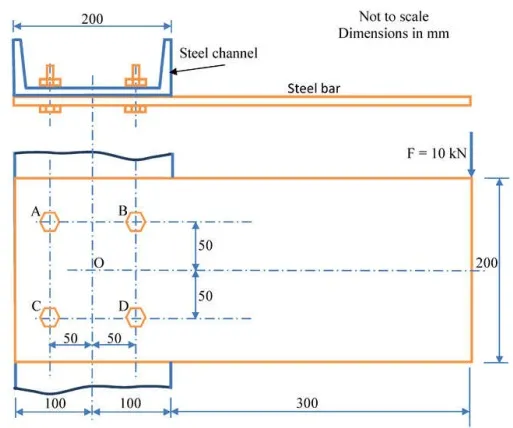 Not to scale
Dimensions in mm
200
Steel channel
Steel bar
F = 10 kN
A
B
50
O
200
50
C
D
50
50
100
100
300